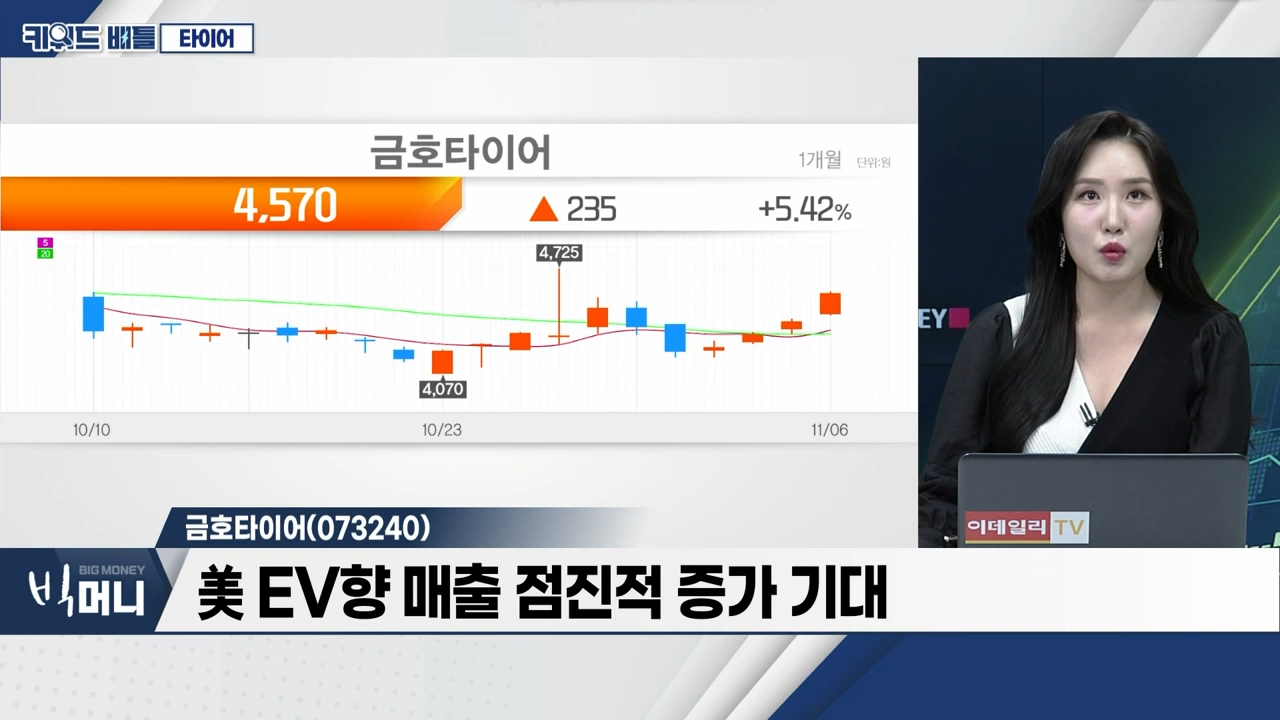 키워드 배틀 타이어
금호타이어
1개월 단위:원
4,570 ▲ 235 +5.42%
5
20
4,725
4,070
10/10 10/23 11/06
EY
이데일리 TV
금호타이어(073240)
BIG MONEY
빅머니
美 EV향 매출 점진적 증가 기대